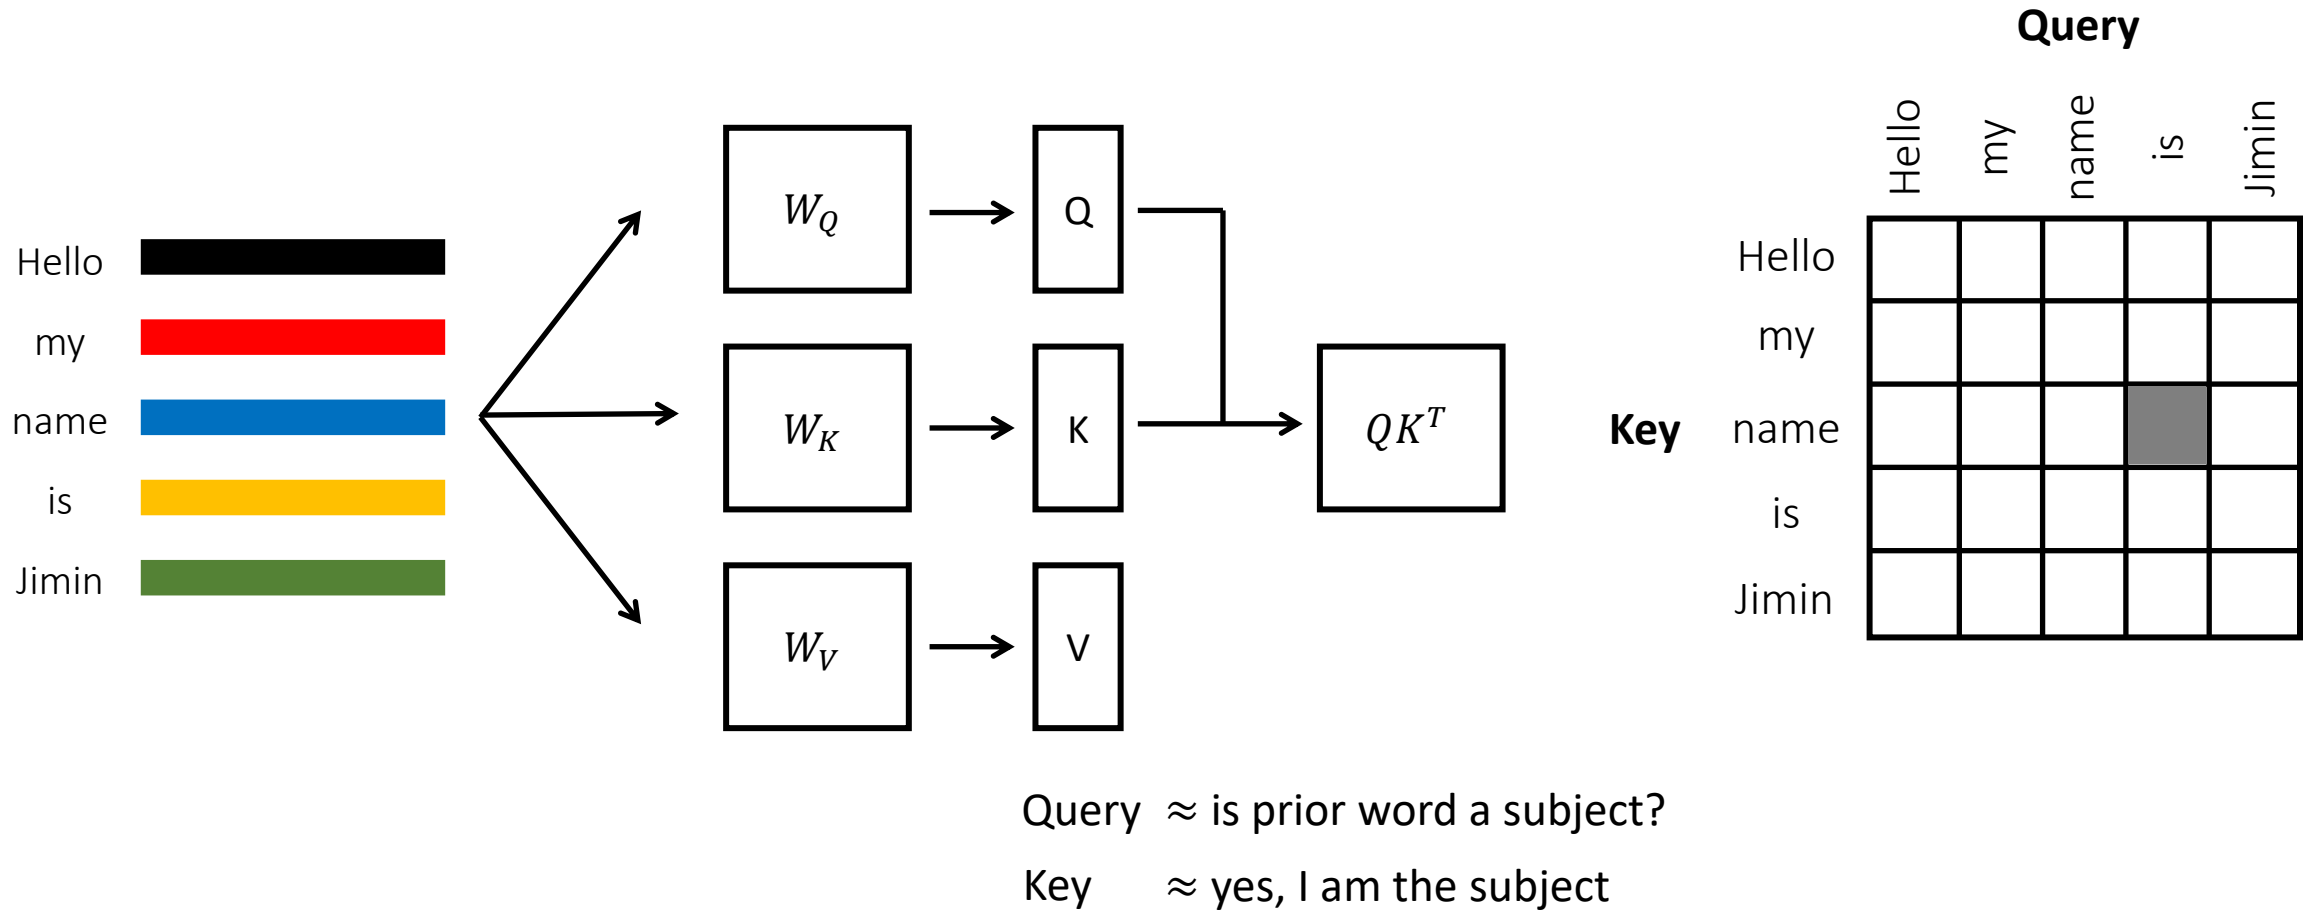 Hello
my
name
is
Jimin
W_Q
Q
W_K
K
QK^T
W_V
V
Query
Hello
my
name
is
Jimin
Key
Hello
my
name
is
Jimin
Query ≈ is prior word a subject?
Key ≈ yes, I am the subject